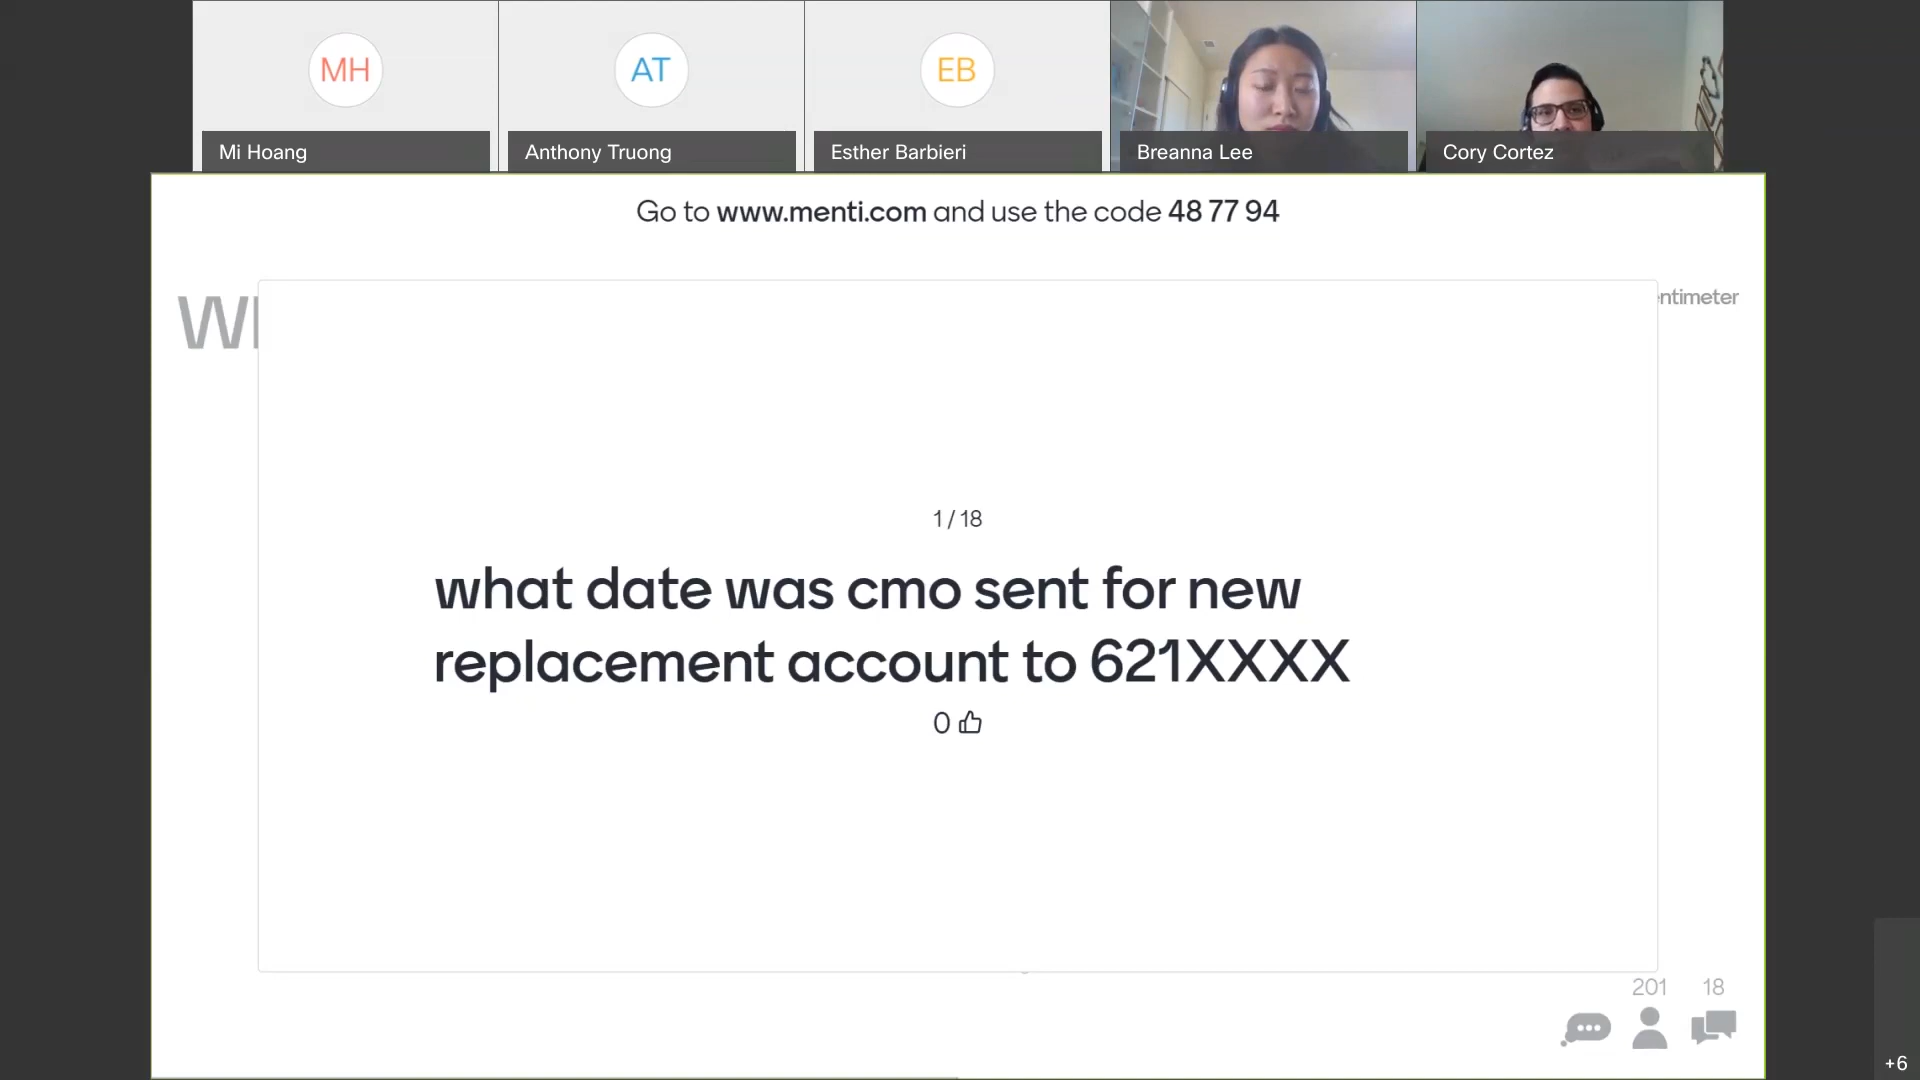 MH
AT
EB
Mi Hoang
Anthony Truong
Esther Barbieri
Breanna Lee
Cory Cortez
Go to www.menti.com and use the code 48 77 94
ntimeter
1 / 18
what date was cmo sent for new
replacement account to 621XXXX
0
201
18
+6